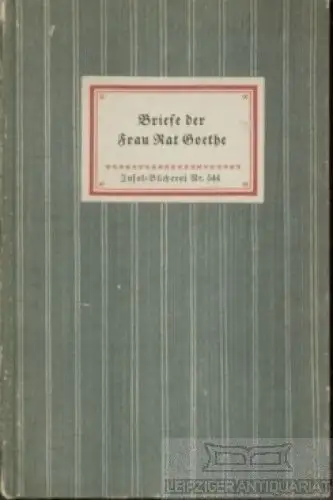 Briefe der
Frau Rat Goethe
Insel-Bücherei Nr. 544
LEIPZIGER ANTIQUARIAT